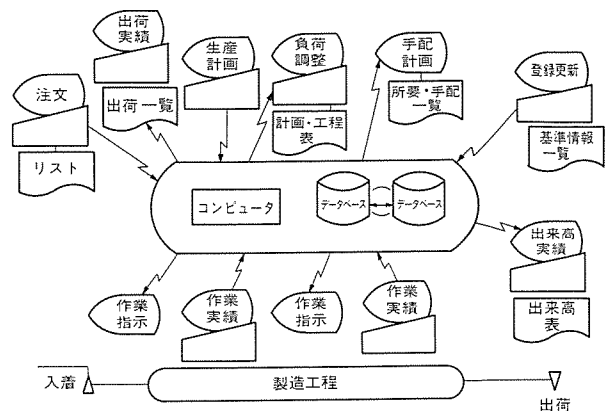 出荷
実績
出荷一覧
注文
リスト
生産
計画
負荷
調整
計画・工程
表
手配
計画
所要・手配
一覧
登録更新
基準情報
一覧
コンピュータ
データベース
データベース
出来高
実績
出来高
表
作業
指示
作業
実績
作業
指示
作業
実績
入着
製造工程
出荷